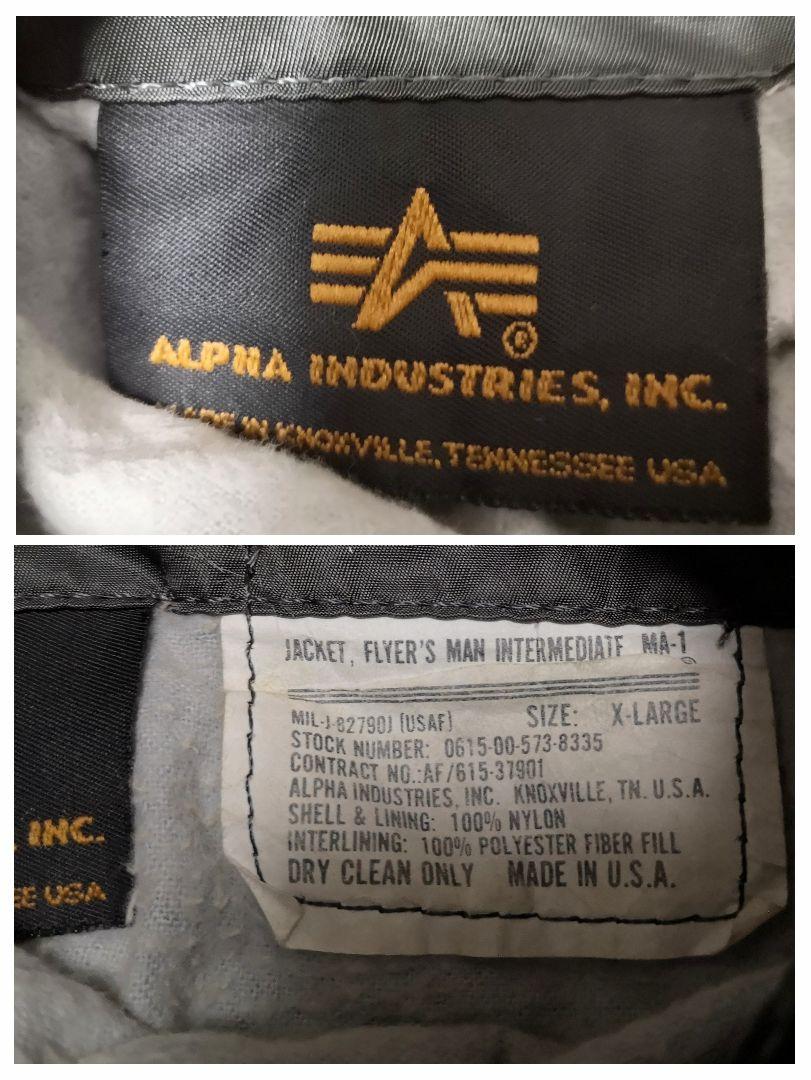 ®
ALPHA INDUSTRIES, INC.
MADE IN KNOXVILLE, TENNESSEE USA
INC.
EE USA
JACKET, FLYER'S MAN INTERMEDIATE MA-1
MIL-J-82790J (USAF) SIZE: X-LARGE
STOCK NUMBER: 0615-00-573-8335
CONTRACT NO.:AF/615-37901
ALPHA INDUSTRIES, INC. KNOXVILLE, TN. U.S.A.
SHELL & LINING: 100% NYLON
INTERLINING: 100% POLYESTER FIBER FILL
DRY CLEAN ONLY MADE IN U.S.A.